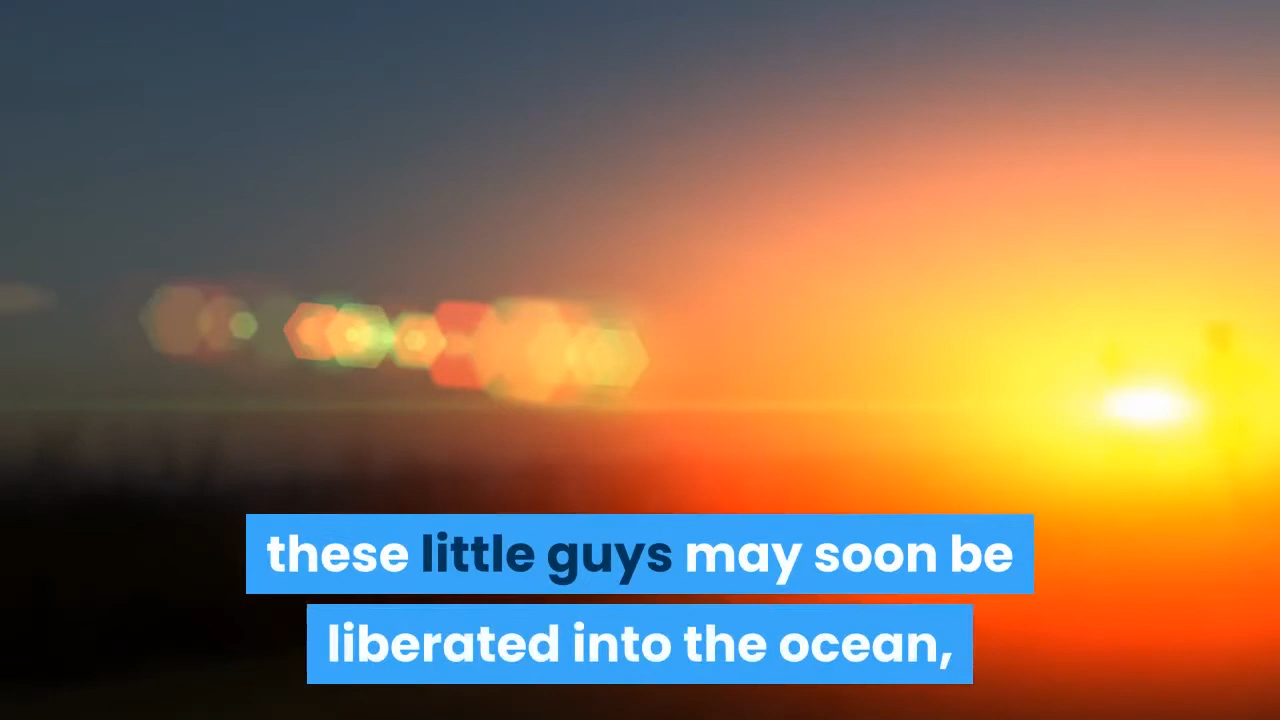 these little guys may soon be
liberated into the ocean,